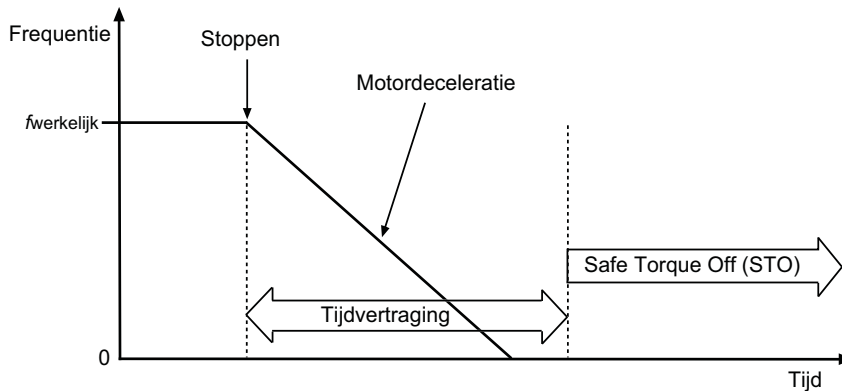 Frequentie
Stoppen
Motordeceleratie
fwerkelijk
Safe Torque Off (STO)
Tijdvertraging
0
Tijd